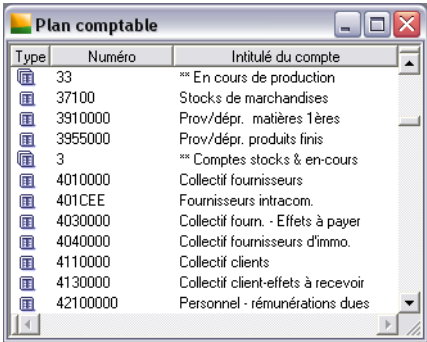 Plan comptable
Type Numéro Intitulé du compte
33 ** En cours de production
37100 Stocks de marchandises
3910000 Prov/dépr. matières 1ères
3955000 Prov/dépr. produits finis
3 ** Comptes stocks & en-cours
4010000 Collectif fournisseurs
401CEE Fournisseurs intracom.
4030000 Collectif fourn. - Effets à payer
4040000 Collectif fournisseurs d'immo.
4110000 Collectif clients
4130000 Collectif client-effets à recevoir
42100000 Personnel - rémunérations dues